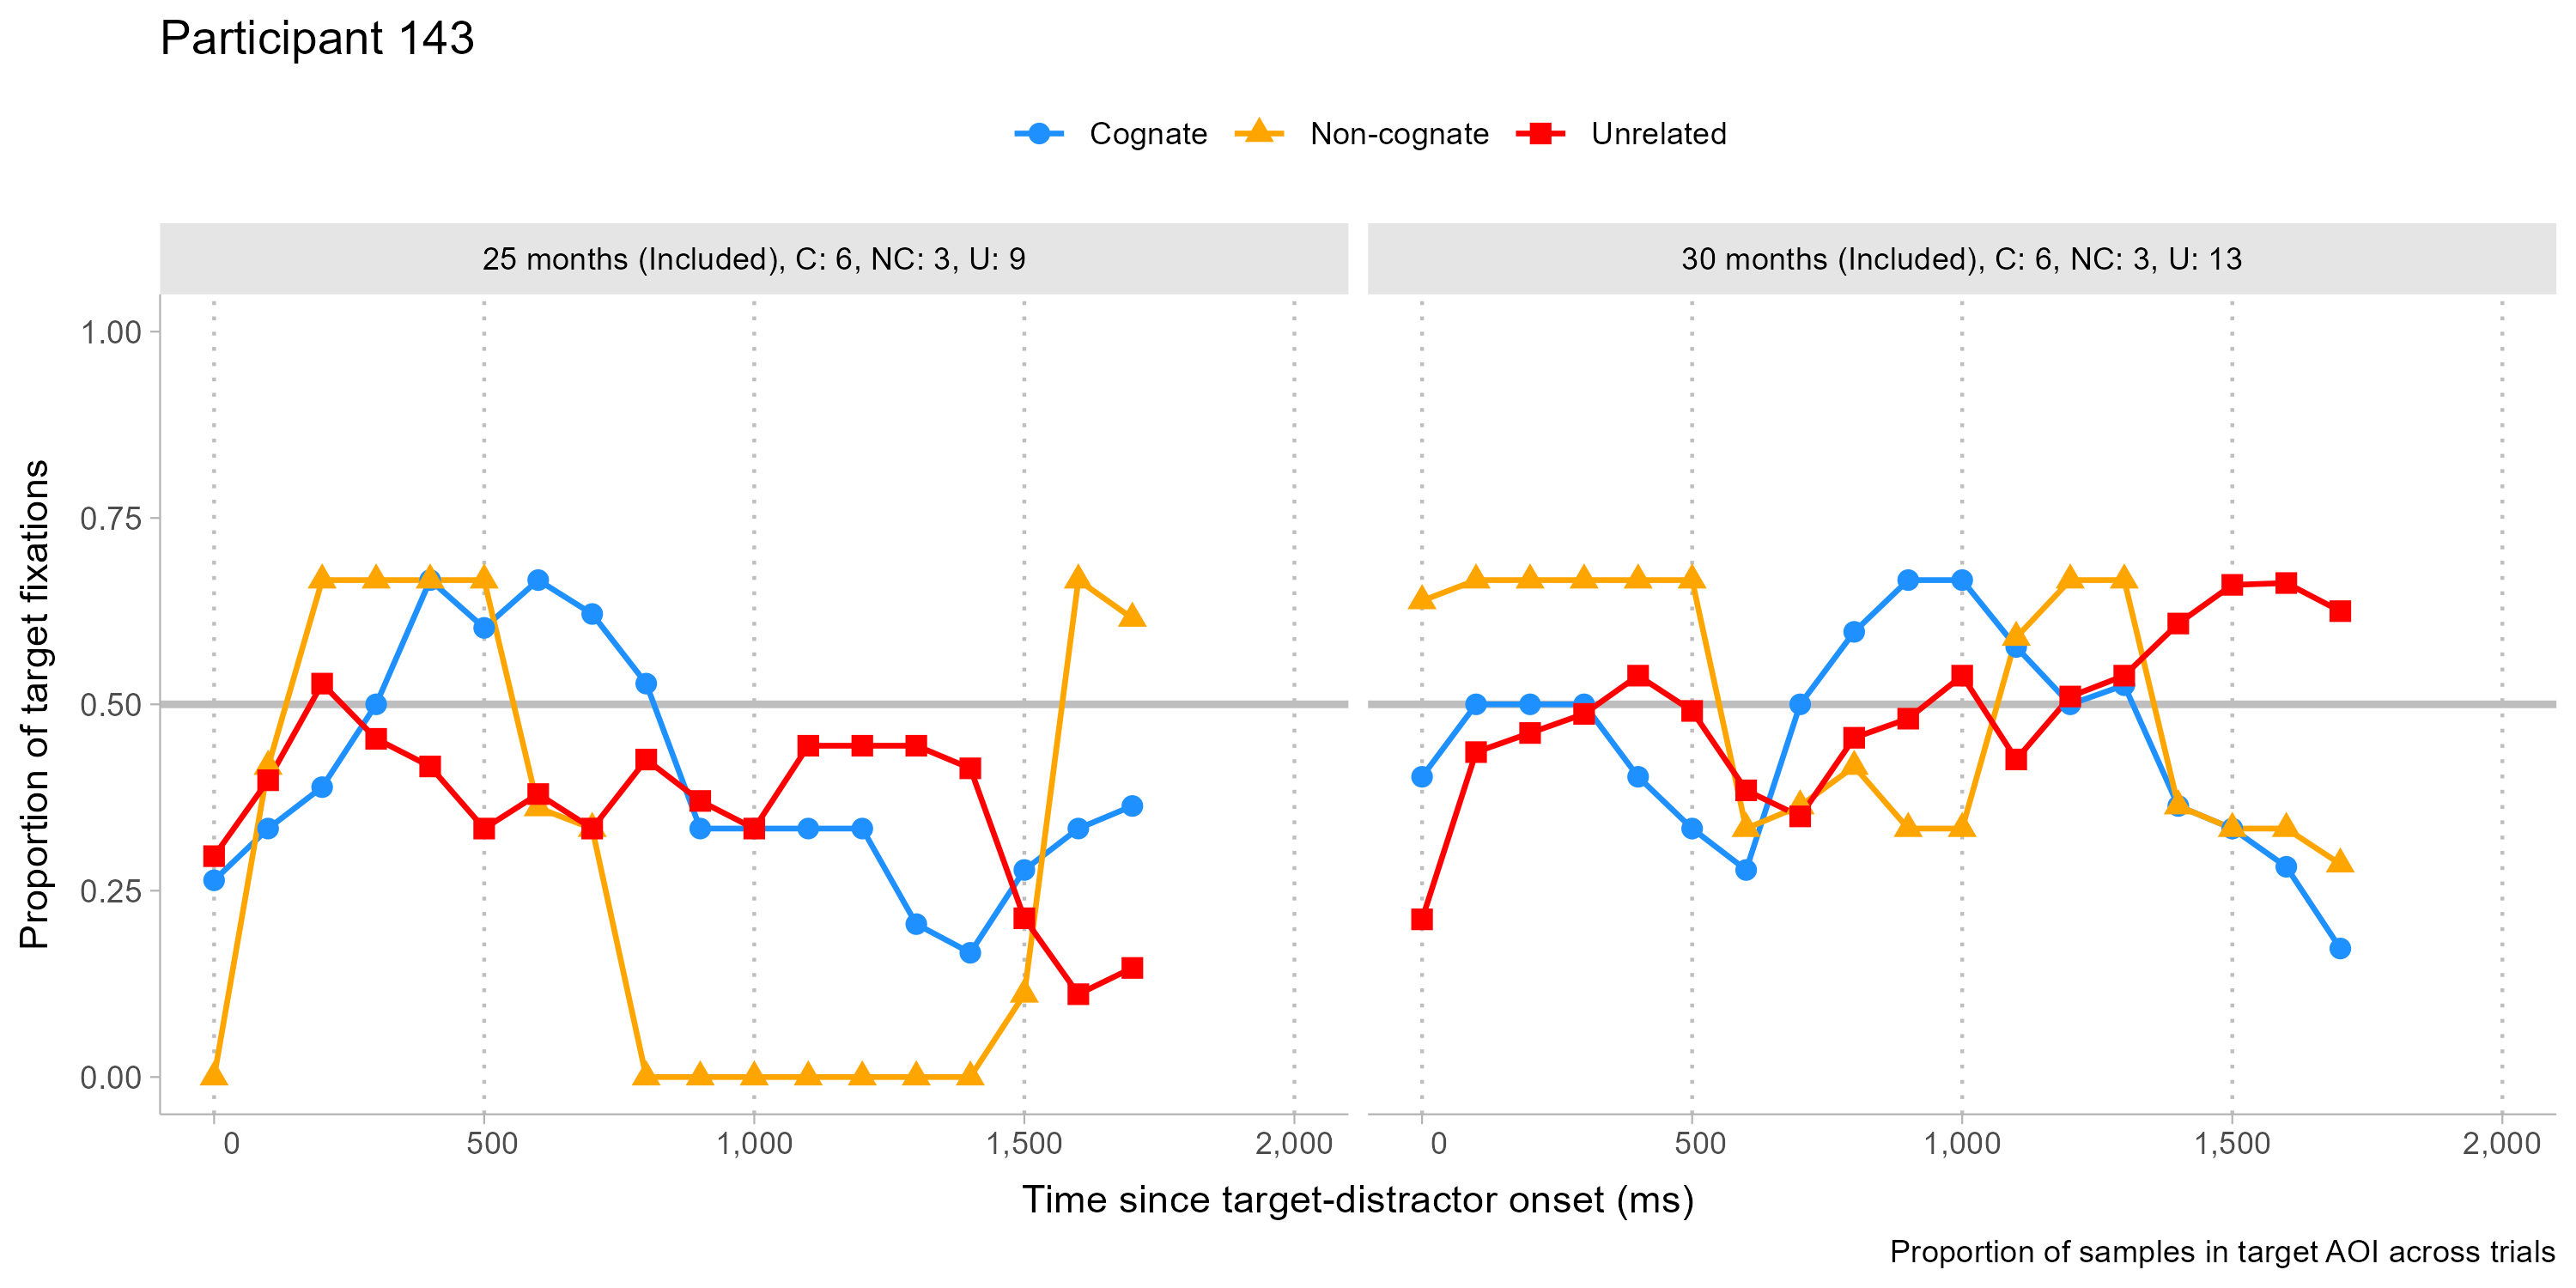 Participant 143
Cognate Non-cognate Unrelated
25 months (Included), C: 6, NC: 3, U: 9
30 months (Included), C: 6, NC: 3, U: 13
Proportion of target fixations
1.00
0.75
0.50
0.25
0.00
0 500 1,000 1,500 2,000
0 500 1,000 1,500 2,000
Time since target-distractor onset (ms)
Proportion of samples in target AOI across trials